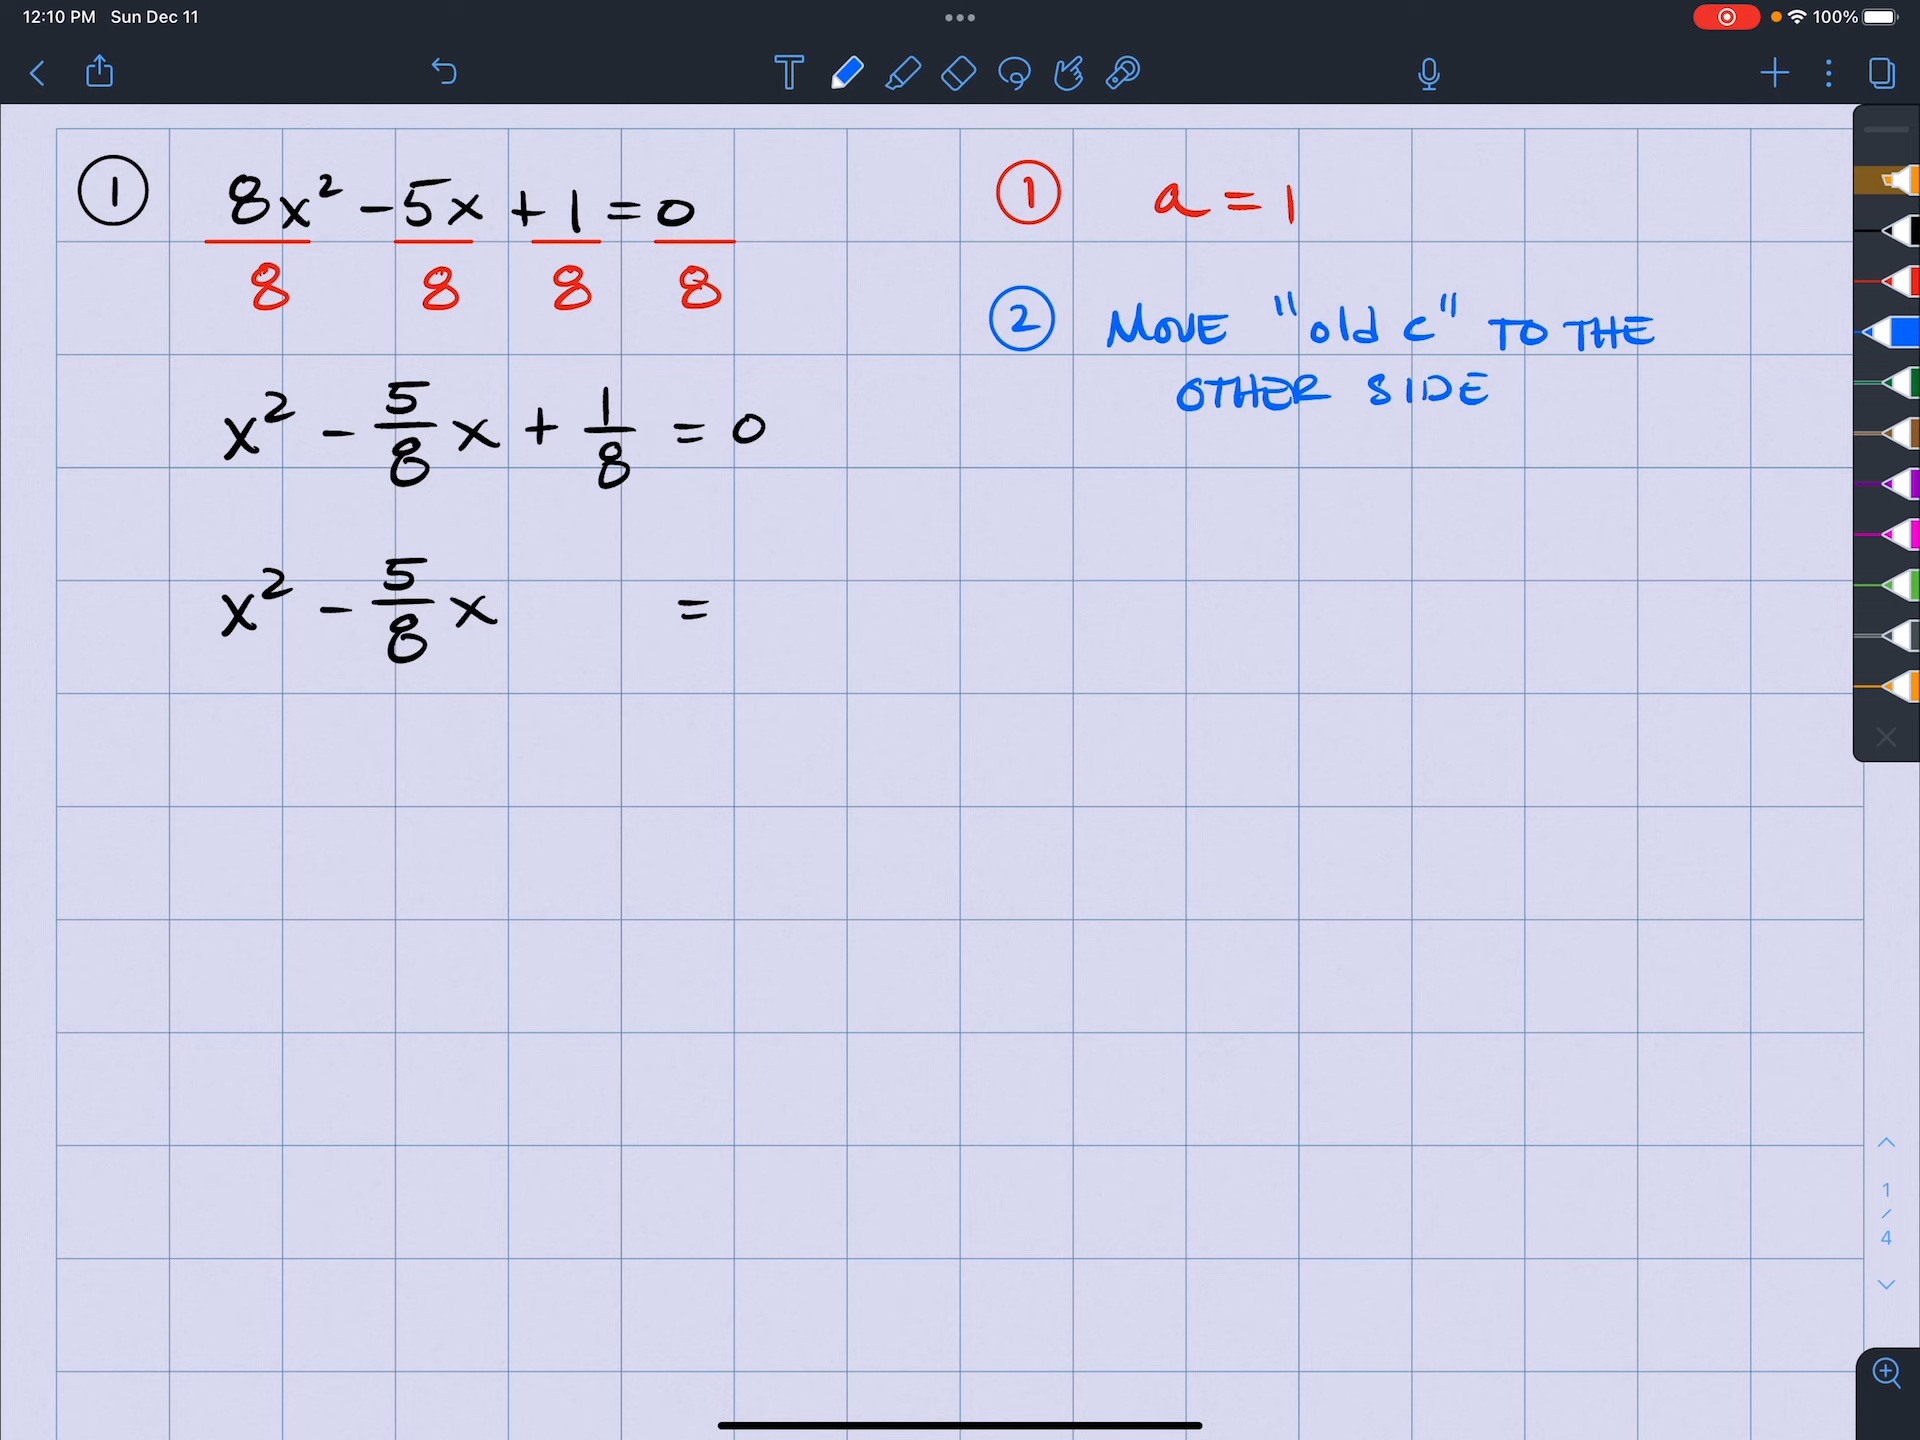 12:10 PM Sun Dec 11
100%
① 8x² - 5x + 1 = 0
8 8 8 8
x² - 5/8 x + 1/8 = 0
x² - 5/8 x =
① a = 1
② MOVE "old c" TO THE
OTHER SIDE
1
/
4